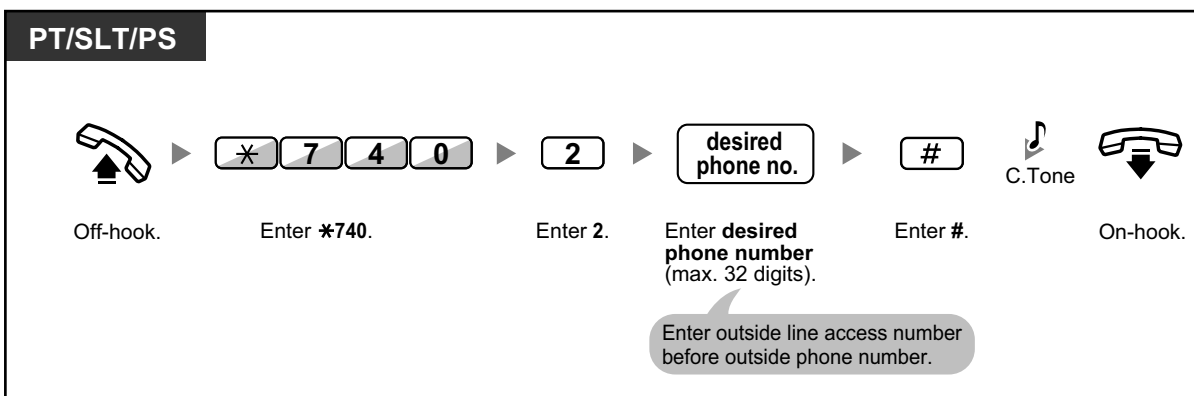 PT/SLT/PS
* 7 4 0
2
desired
phone no.
#
C.Tone
Off-hook.
Enter *740.
Enter 2.
Enter desired
phone number
(max. 32 digits).
Enter #.
On-hook.
Enter outside line access number
before outside phone number.